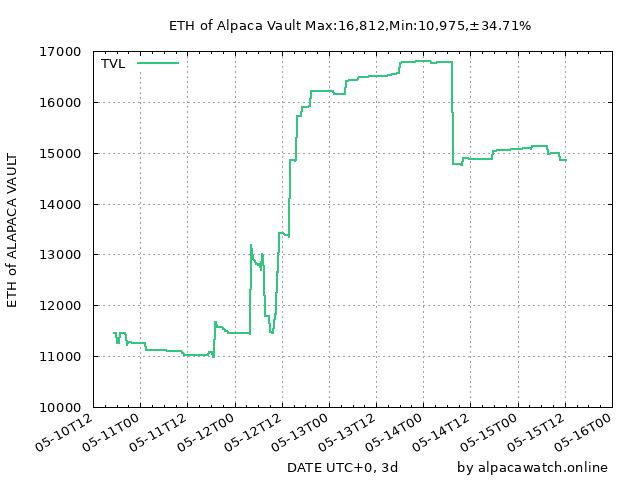 ETH of Alpaca Vault Max:16,812,Min:10,975,±34.71%
TVL
17000
16000
15000
14000
13000
12000
11000
10000
ETH of ALAPACA VAULT
05-10T12
05-11T00
05-11T12
05-12T00
05-12T12
05-13T00
05-13T12
05-14T00
05-14T12
05-15T00
05-15T12
05-16T00
DATE UTC+0, 3d
by alpacawatch.online